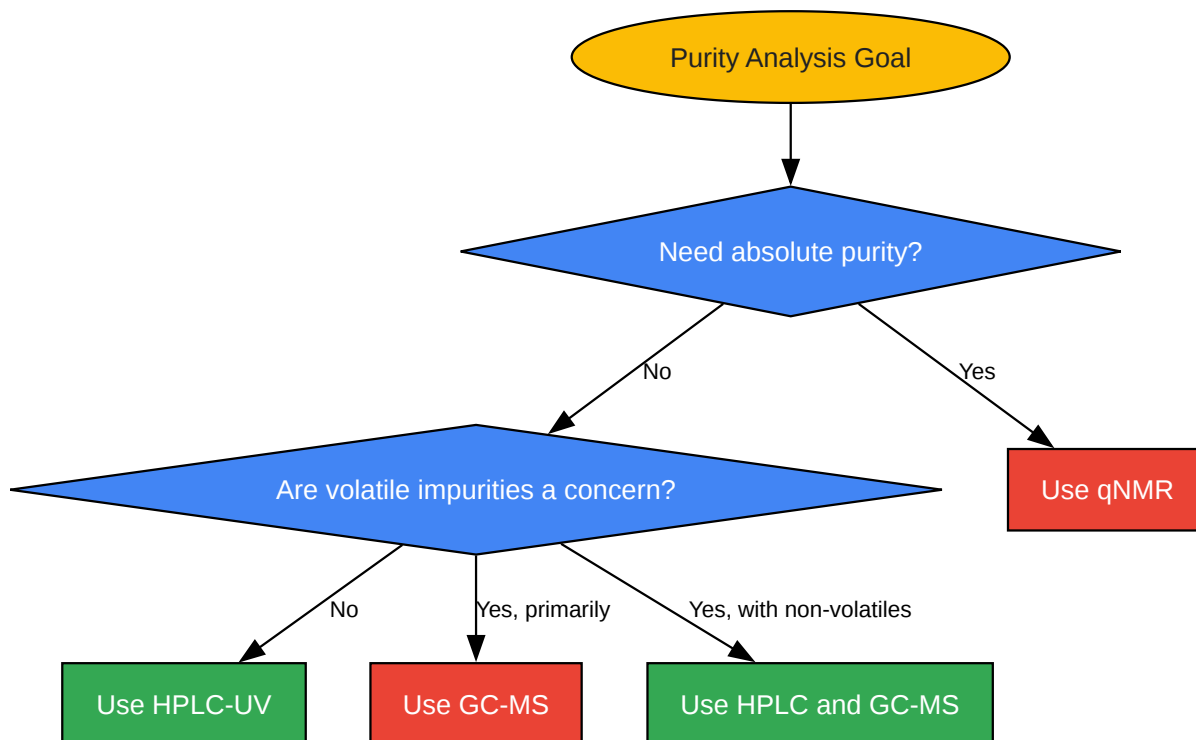 Purity Analysis Goal
Need absolute purity?
No
Yes
Are volatile impurities a concern?
Use qNMR
No
Yes, primarily
Yes, with non-volatiles
Use HPLC-UV
Use GC-MS
Use HPLC and GC-MS